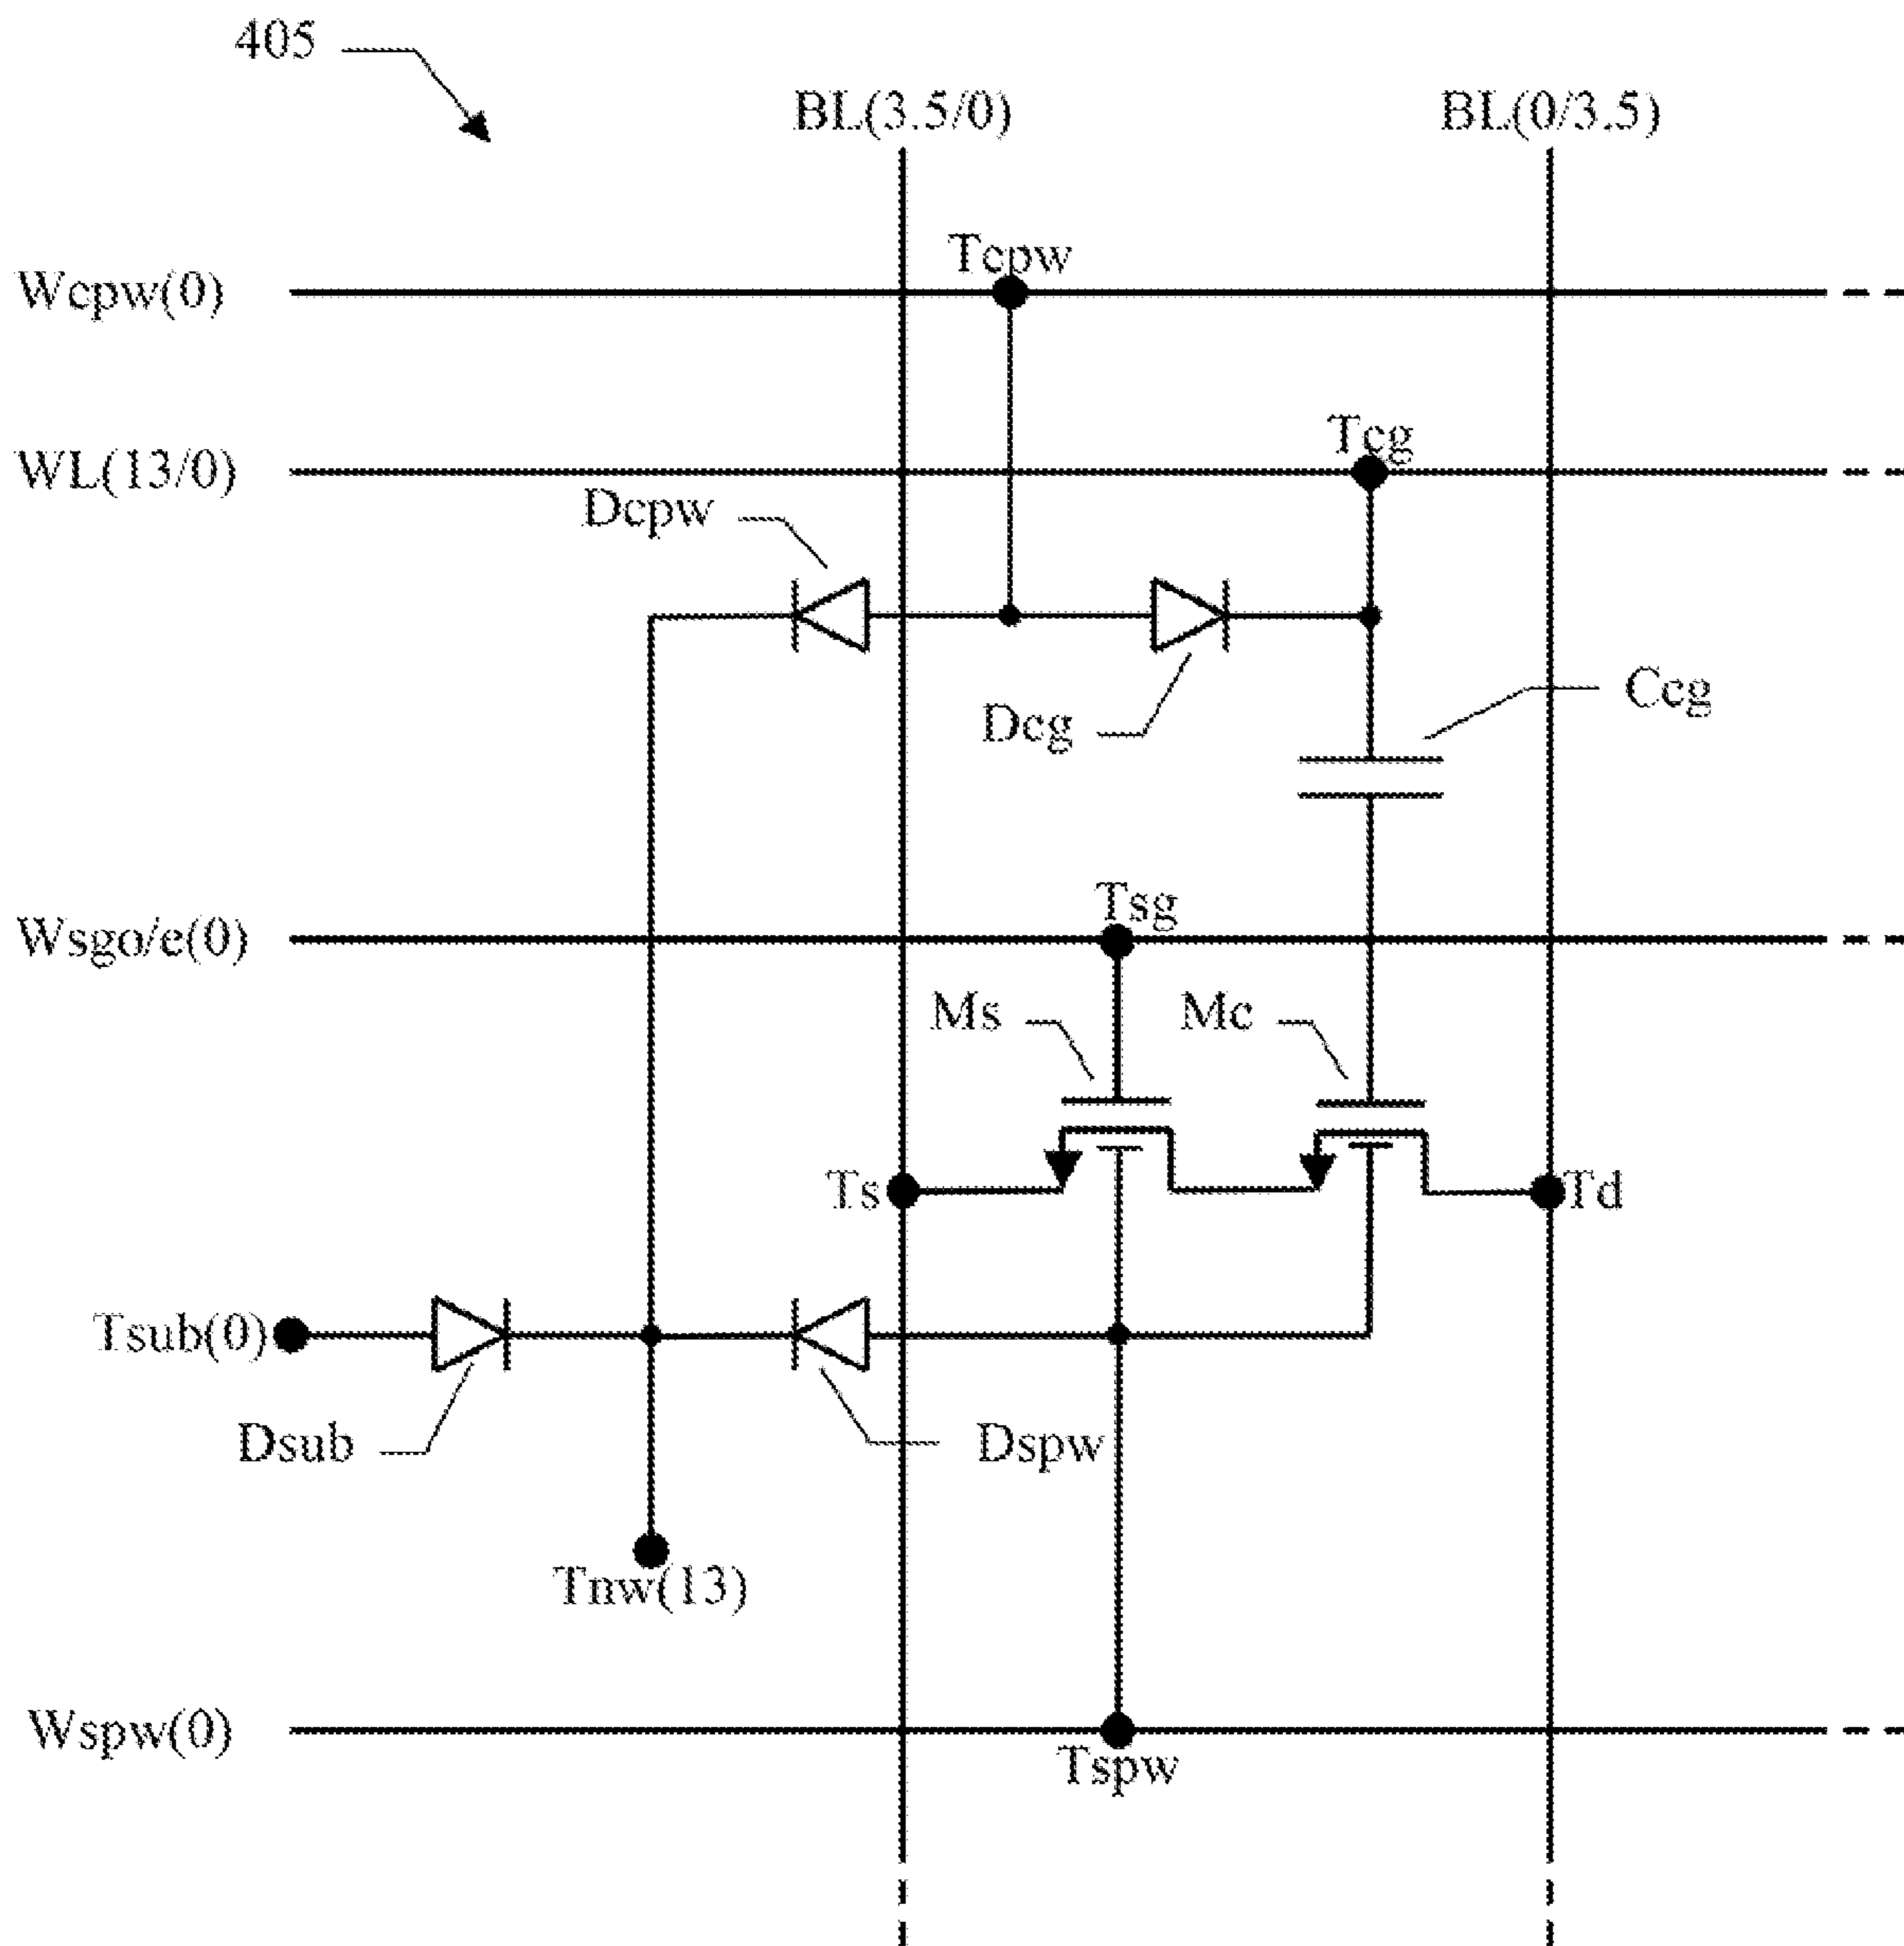 405
BL(3.5/0)
BL(0/3.5)
Tcpw
Wcpw(0)
Tcg
WL(13/0)
Dcpw
Ccg
Dcg
Tsg
Wsgo/e(0)
Ms
Mc
Ts
Td
Tsub(0)
Dsub
Dspw
Tnw(13)
Wspw(0)
Tspw